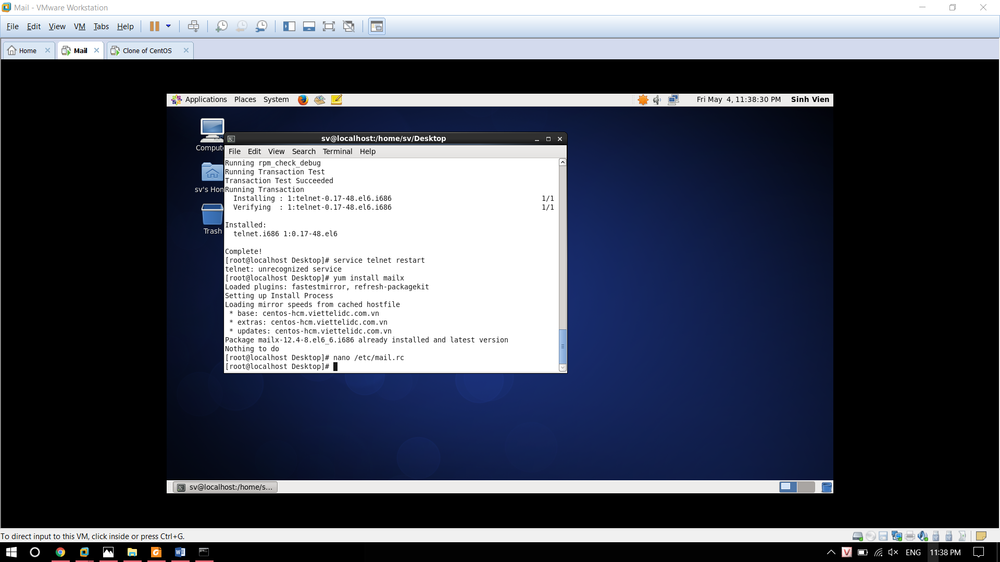 Mail - VMware Workstation
File Edit View VM Tabs Help
Home Mail Clone of CentOS
Applications Places System Fri May 4, 11:38:30 PM Sinh Vien
Comput
sv's Hom
Trash
sv@localhost:/home/sv/Desktop
File Edit View Search Terminal Help
Running rpm_check_debug
Running Transaction Test
Transaction Test Succeeded
Running Transaction
Installing : 1:telnet-0.17-48.el6.i686 1/1
Verifying : 1:telnet-0.17-48.el6.i686 1/1
Installed:
telnet.i686 1:0.17-48.el6
Complete!
[root@localhost Desktop]# service telnet restart
telnet: unrecognized service
[root@localhost Desktop]# yum install mailx
Loaded plugins: fastestmirror, refresh-packagekit
Setting up Install Process
Loading mirror speeds from cached hostfile
* base: centos-hcm.viettelidc.com.vn
* extras: centos-hcm.viettelidc.com.vn
* updates: centos-hcm.viettelidc.com.vn
Package mailx-12.4-8.el6_6.i686 already installed and latest version
Nothing to do
[root@localhost Desktop]# nano /etc/mail.rc
[root@localhost Desktop]#
sv@localhost:/home/s...
To direct input to this VM, click inside or press Ctrl+G.
ENG 11:38 PM